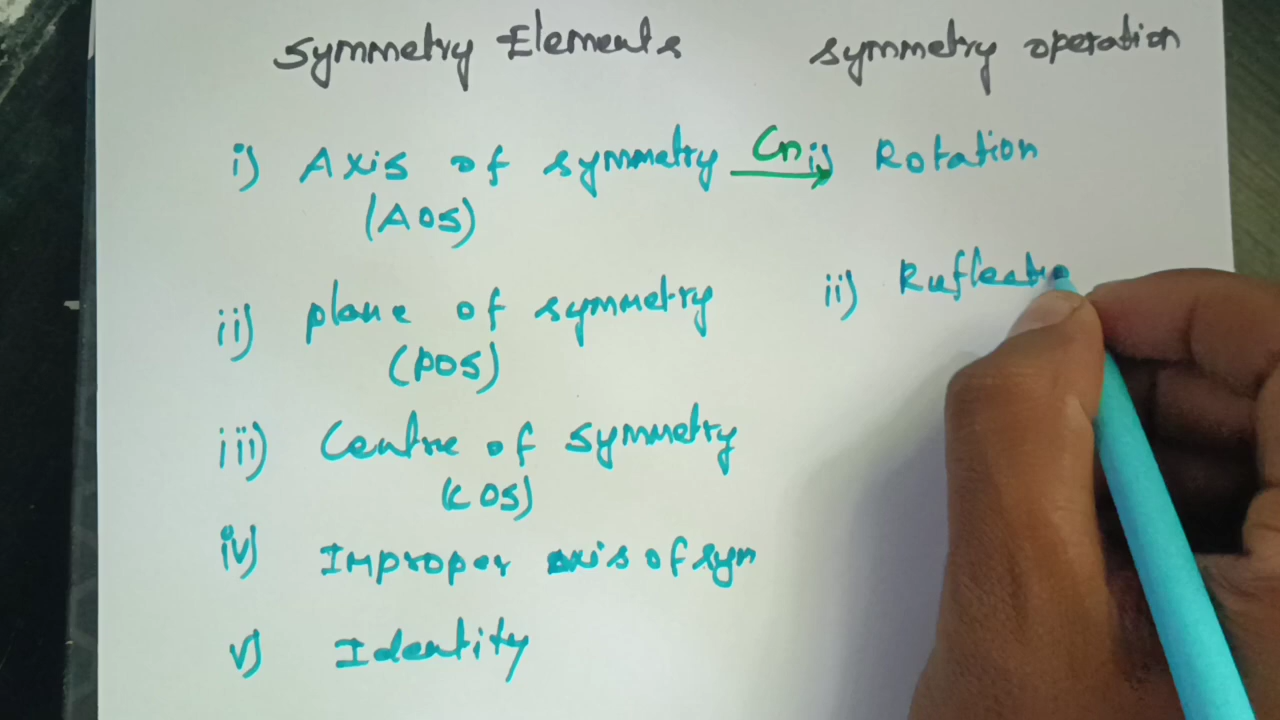 Symmetry Elements symmetry operation
i) Axis of symmetry Cn i) Rotation
(AOS)
ii) plane of symmetry ii) Reflectio
(POS)
iii) Centre of symmetry
(COS)
iv) Improper axis of sym
v) Identity